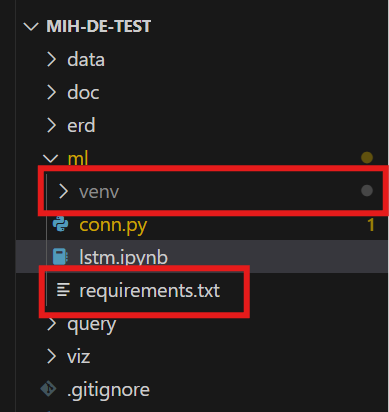 MIH-DE-TEST
data
doc
erd
ml
venv
conn.py 1
lstm.ipynb
requirements.txt
query
viz
.gitignore